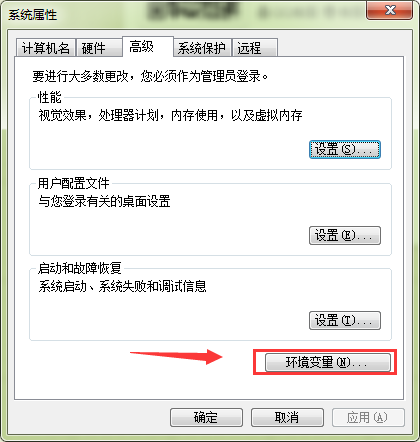 系统属性
计算机名 硬件 高级 系统保护 远程
要进行大多数更改，您必须作为管理员登录。
性能
视觉效果，处理器计划，内存使用，以及虚拟内存
设置(S)...
用户配置文件
与您登录有关的桌面设置
设置(E)...
启动和故障恢复
系统启动、系统失败和调试信息
设置(T)...
环境变量(N)...
确定 取消 应用(A)